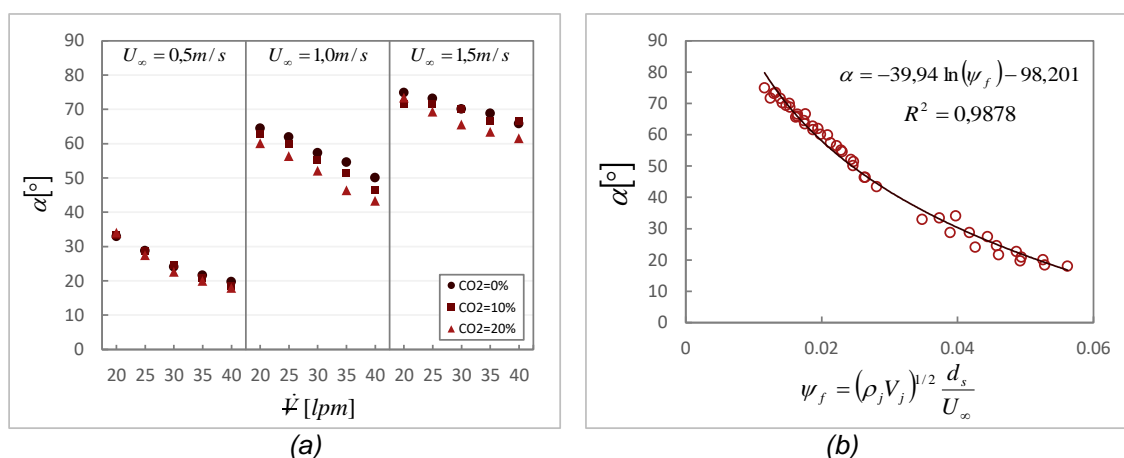 U∞ = 0,5m/s U∞ = 1,0m/s U∞ = 1,5m/s
90
80
70
60
50
40
30
20
10
0
α[°]
CO2=0%
CO2=10%
CO2=20%
20 25 30 35 40 20 25 30 35 40 20 25 30 35 40
V̇ [lpm]
(a)
90
80
70
60
50
40
30
20
10
0
α[°]
α = −39,94 ln(ψf) − 98,201
R² = 0,9878
0 0.02 0.04 0.06
ψf = (ρjVj)^1/2 ds/U∞
(b)